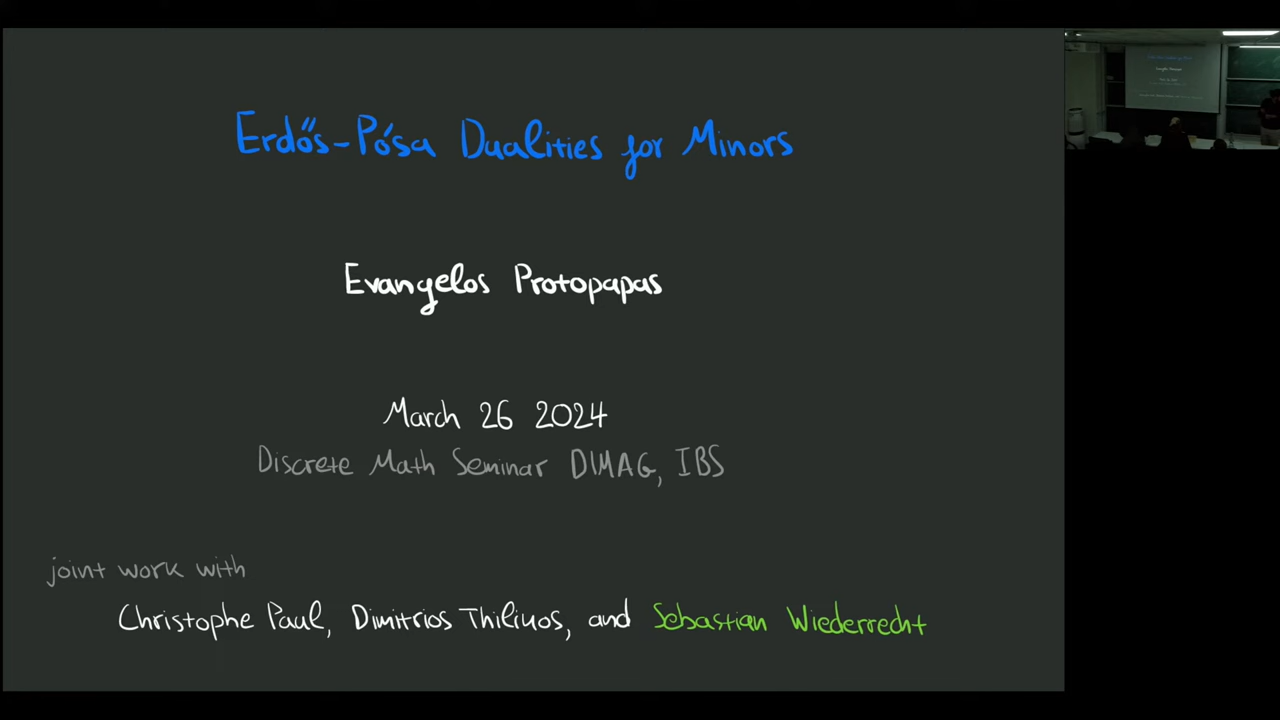 Erdős-Pósa Dualities for Minors
Evangelos Protopapas
March 26 2024
Discrete Math Seminar DIMAG, IBS
joint work with
Christophe Paul, Dimitrios Thilikos, and Sebastian Wiederrecht